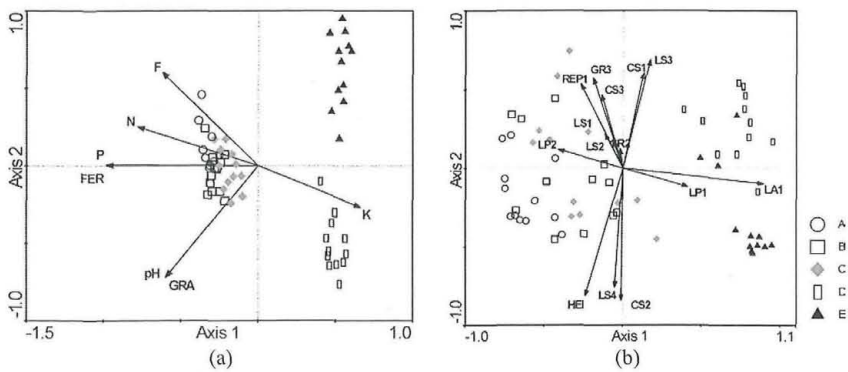 1.0
F
N
P
FER
pH
GRA
K
Axis 2
-1.0
-1.5
Axis 1
1.0
(a)
1.0
REP1
GR3
CS3
CS1
LS3
LS1
LS2
LP2
LP1
LA1
HEI
LS4
CS2
Axis 2
-1.0
-1.0
Axis 1
1.1
(b)
A
B
C
D
E